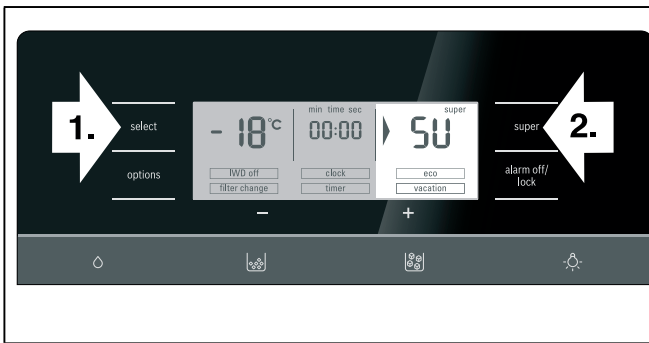 1.
select
options
- 18°C
min time sec
00:00
super
SU
IWD off
clock
eco
filter change
timer
vacation
super
2.
alarm off/
lock
− +